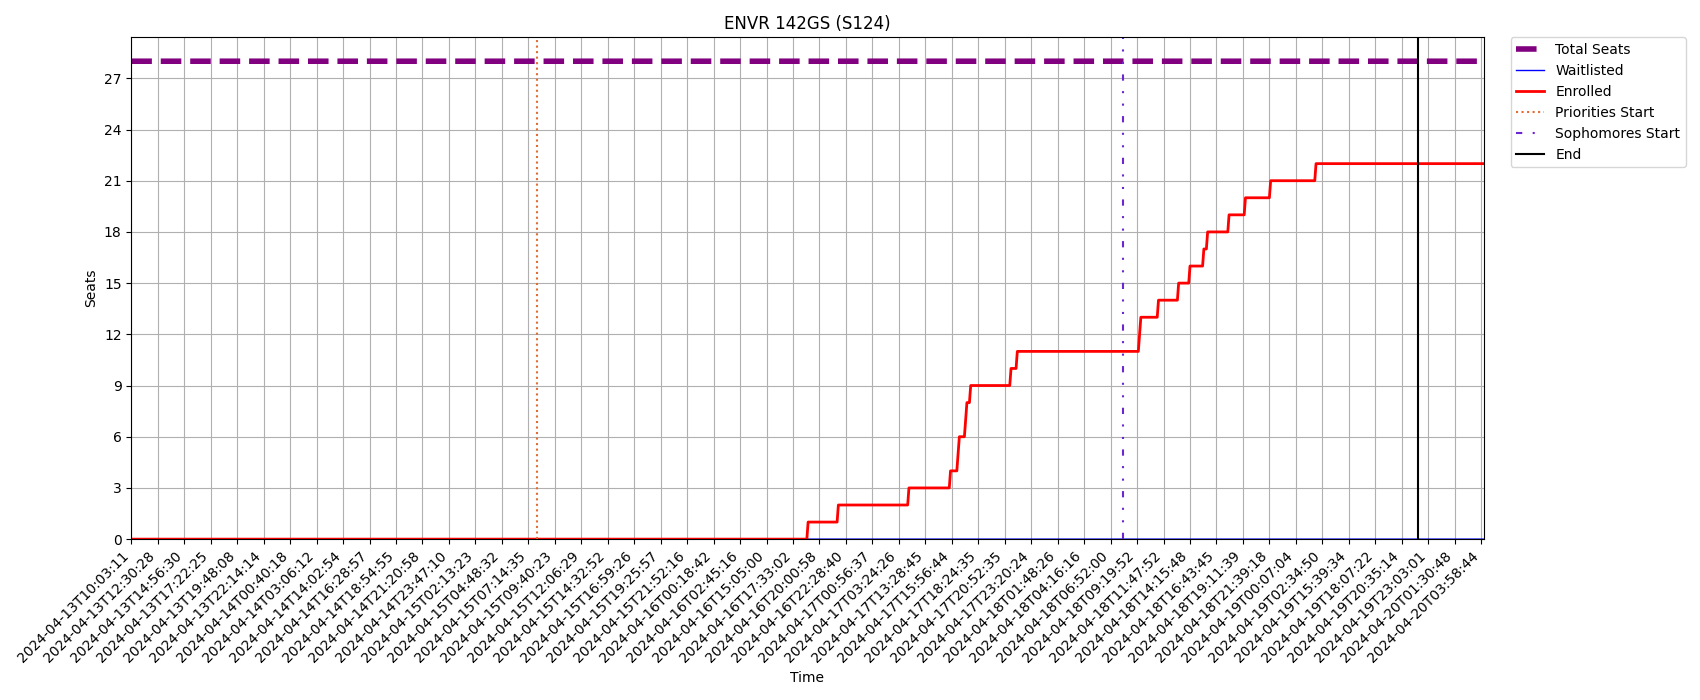 ENVR 142GS (S124)
Total Seats
Waitlisted
Enrolled
Priorities Start
Sophomores Start
End
Seats
27
24
21
18
15
12
9
6
3
0
2024-04-13T10:03:11
2024-04-13T12:30:28
2024-04-13T14:56:30
2024-04-13T17:22:25
2024-04-13T19:48:08
2024-04-13T22:14:14
2024-04-14T00:40:18
2024-04-14T03:06:12
2024-04-14T14:02:54
2024-04-14T16:28:57
2024-04-14T18:54:55
2024-04-14T21:20:58
2024-04-14T23:47:10
2024-04-15T02:13:23
2024-04-15T04:48:32
2024-04-15T07:14:35
2024-04-15T09:40:23
2024-04-15T12:06:29
2024-04-15T14:32:52
2024-04-15T16:59:26
2024-04-15T19:25:57
2024-04-15T21:52:16
2024-04-16T00:18:42
2024-04-16T02:45:16
2024-04-16T15:05:00
2024-04-16T17:33:02
2024-04-16T20:00:58
2024-04-16T22:28:40
2024-04-17T00:56:37
2024-04-17T03:24:26
2024-04-17T13:28:45
2024-04-17T15:56:44
2024-04-17T18:24:35
2024-04-17T20:52:35
2024-04-17T23:20:24
2024-04-18T01:48:26
2024-04-18T04:16:16
2024-04-18T06:52:00
2024-04-18T09:19:52
2024-04-18T11:47:52
2024-04-18T14:15:48
2024-04-18T16:43:45
2024-04-18T19:11:39
2024-04-18T21:39:18
2024-04-19T00:07:04
2024-04-19T02:34:50
2024-04-19T15:39:34
2024-04-19T18:07:22
2024-04-19T20:35:14
2024-04-19T23:03:01
2024-04-20T01:30:48
2024-04-20T03:58:44
Time